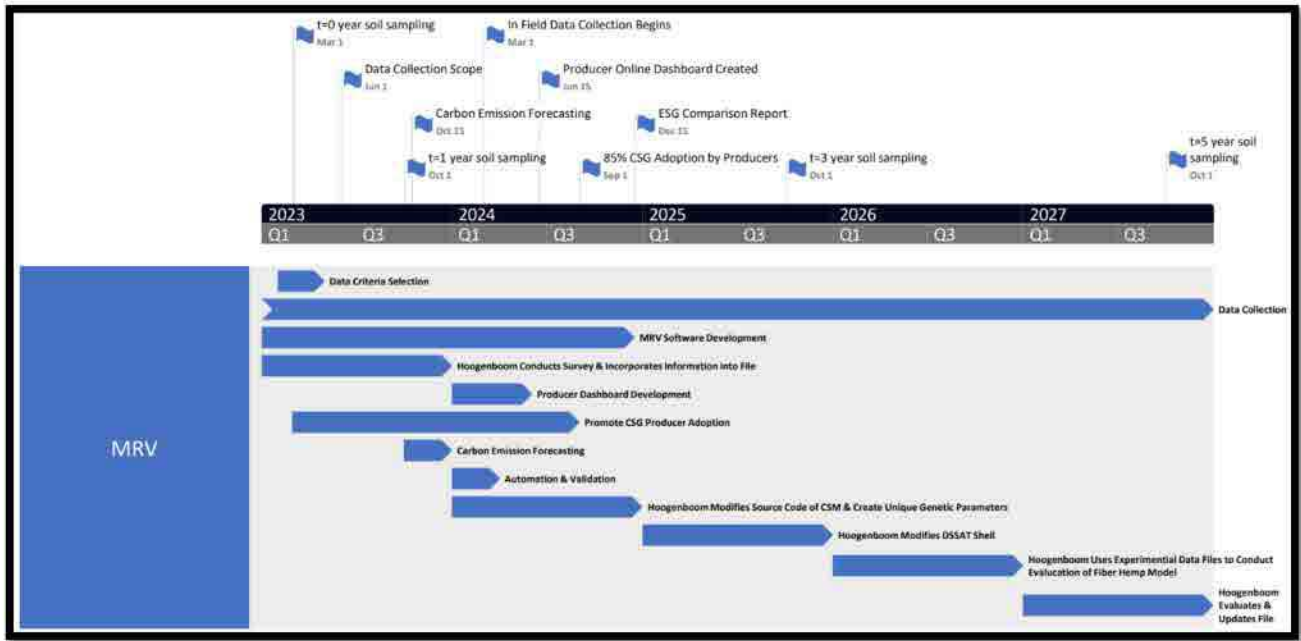 t=0 year soil sampling
Mar 1
In Field Data Collection Begins
Mar 1
Data Collection Scope
Jun 1
Producer Online Dashboard Created
Jun 15
Carbon Emission Forecasting
Oct 15
ESG Comparison Report
Dec 15
t=1 year soil sampling
Oct 1
85% CSG Adoption by Producers
Sep 1
t=3 year soil sampling
Oct 1
t=5 year soil
sampling
Oct 1
2023 2024 2025 2026 2027
Q1 Q3 Q1 Q3 Q1 Q3 Q1 Q3 Q1 Q3
MRV
Data Criteria Selection
Data Collection
MRV Software Development
Hoogenboom Conducts Survey & Incorporates Information into File
Producer Dashboard Development
Promote CSG Producer Adoption
Carbon Emission Forecasting
Automation & Validation
Hoogenboom Modifies Source Code of CSM & Create Unique Genetic Parameters
Hoogenboom Modifies DSSAT Shell
Hoogenboom Uses Experimental Data Files to Conduct
Evalucation of Fiber Hemp Model
Hoogenboom
Evaluates &
Updates File